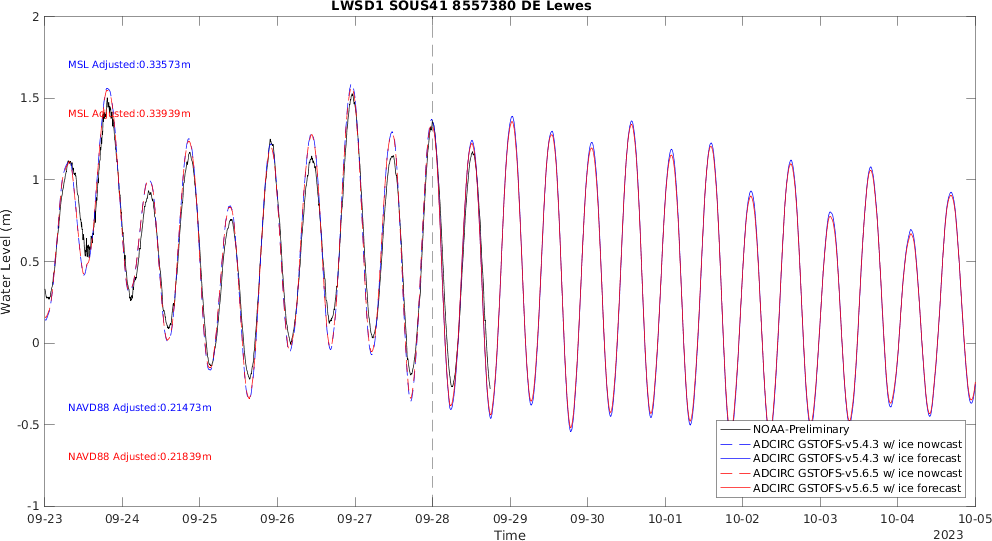 LWSD1 SOUS41 8557380 DE Lewes
2
1.5
1
0.5
0
-0.5
-1
Water Level (m)
MSL Adjusted:0.33573m
MSL Adjusted:0.33939m
NAVD88 Adjusted:0.21473m
NAVD88 Adjusted:0.21839m
NOAA-Preliminary
ADCIRC GSTOFS-v5.4.3 w/ ice nowcast
ADCIRC GSTOFS-v5.4.3 w/ ice forecast
ADCIRC GSTOFS-v5.6.5 w/ ice nowcast
ADCIRC GSTOFS-v5.6.5 w/ ice forecast
09-23 09-24 09-25 09-26 09-27 09-28 09-29 09-30 10-01 10-02 10-03 10-04 10-05
Time
2023